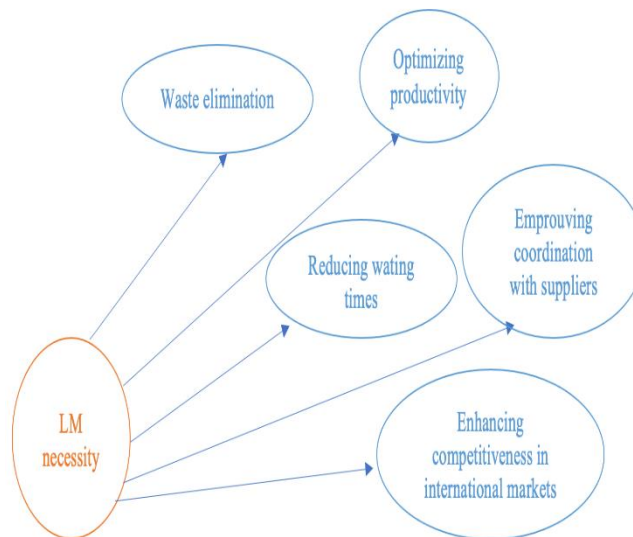 Optimizing
productivity
Waste elimination
Emprouving
coordination
with suppliers
Reducing wating
times
LM
necessity
Enhancing
competitiveness in
international markets